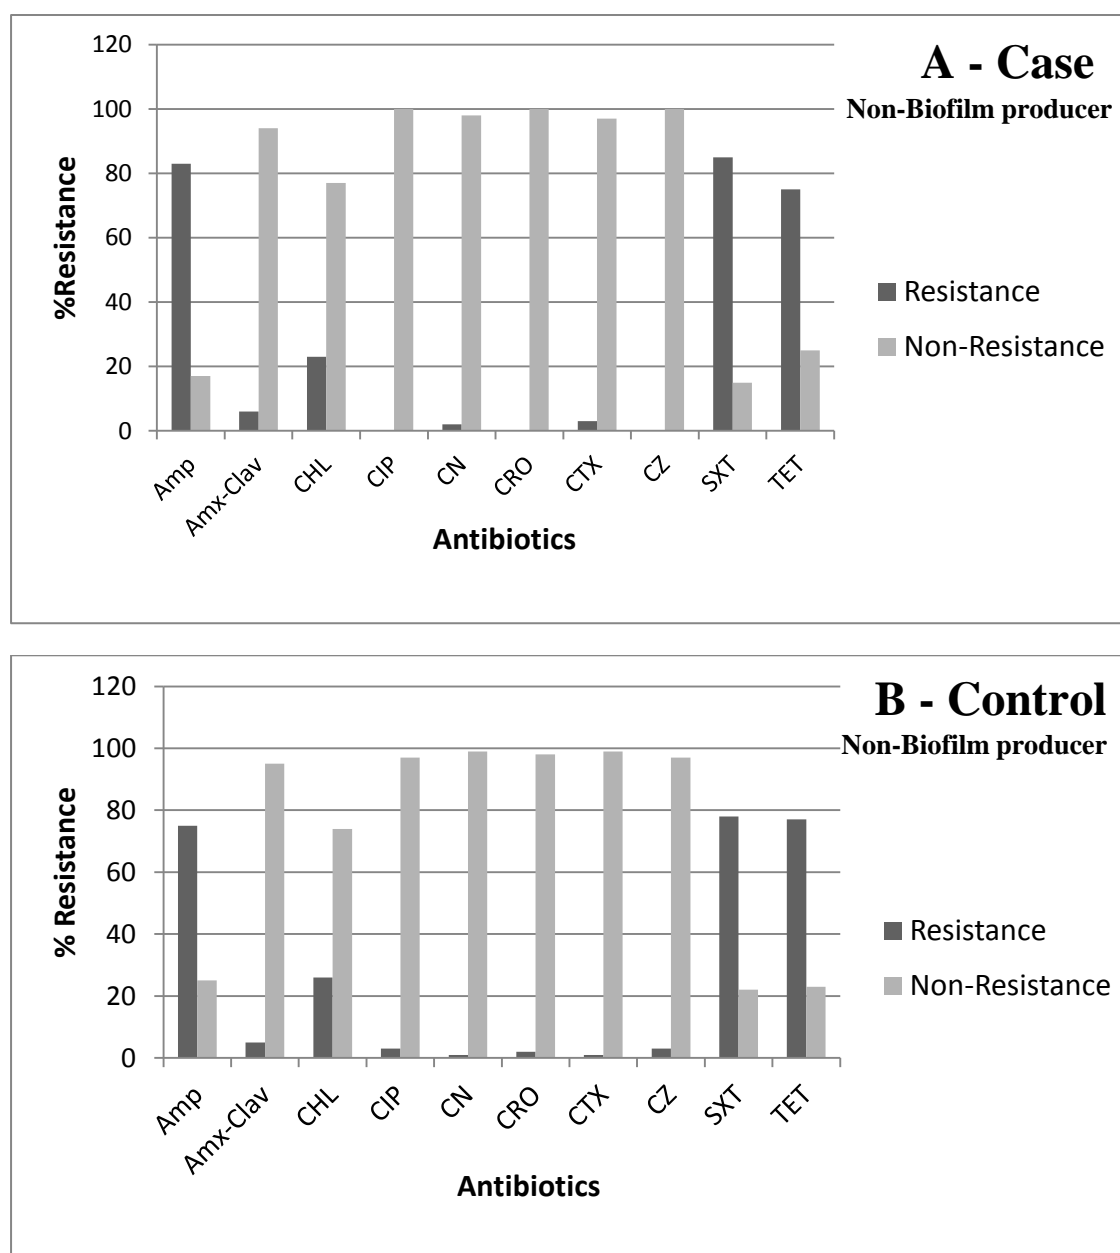 A - Case
Non-Biofilm producer
120
100
80
60
40
20
0
%Resistance
Amp
Amx-Clav
CHL
CIP
CN
CRO
CTX
CZ
SXT
TET
Antibiotics
Resistance
Non-Resistance
B - Control
Non-Biofilm producer
120
100
80
60
40
20
0
% Resistance
Amp
Amx-Clav
CHL
CIP
CN
CRO
CTX
CZ
SXT
TET
Antibiotics
Resistance
Non-Resistance